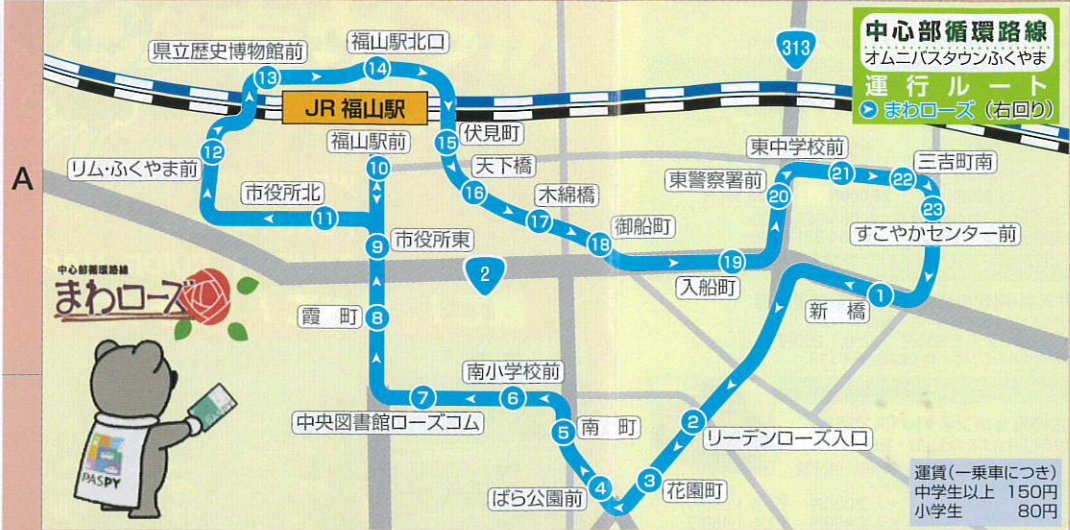 A
中心部循環路線
オムニバスタウンふくやま
運行ルート
まわローズ (右回り)
313
県立歴史博物館前
13
福山駅北口
14
JR 福山駅
福山駅前
10
伏見町
15
天下橋
16
木綿橋
17
御船町
18
入船町
19
東警察署前
20
東中学校前
21
三吉町南
22
23
すこやかセンター前
リム・ふくやま前
12
市役所北
11
市役所東
9
2
新橋
1
霞町
8
中心部循環路線
まわローズ
南小学校前
6
7
中央図書館ローズコム
南町
5
ばら公園前
4
花園町
3
リーデンローズ入口
2
PASPY
運賃(一乗車につき)
中学生以上 150円
小学生 80円